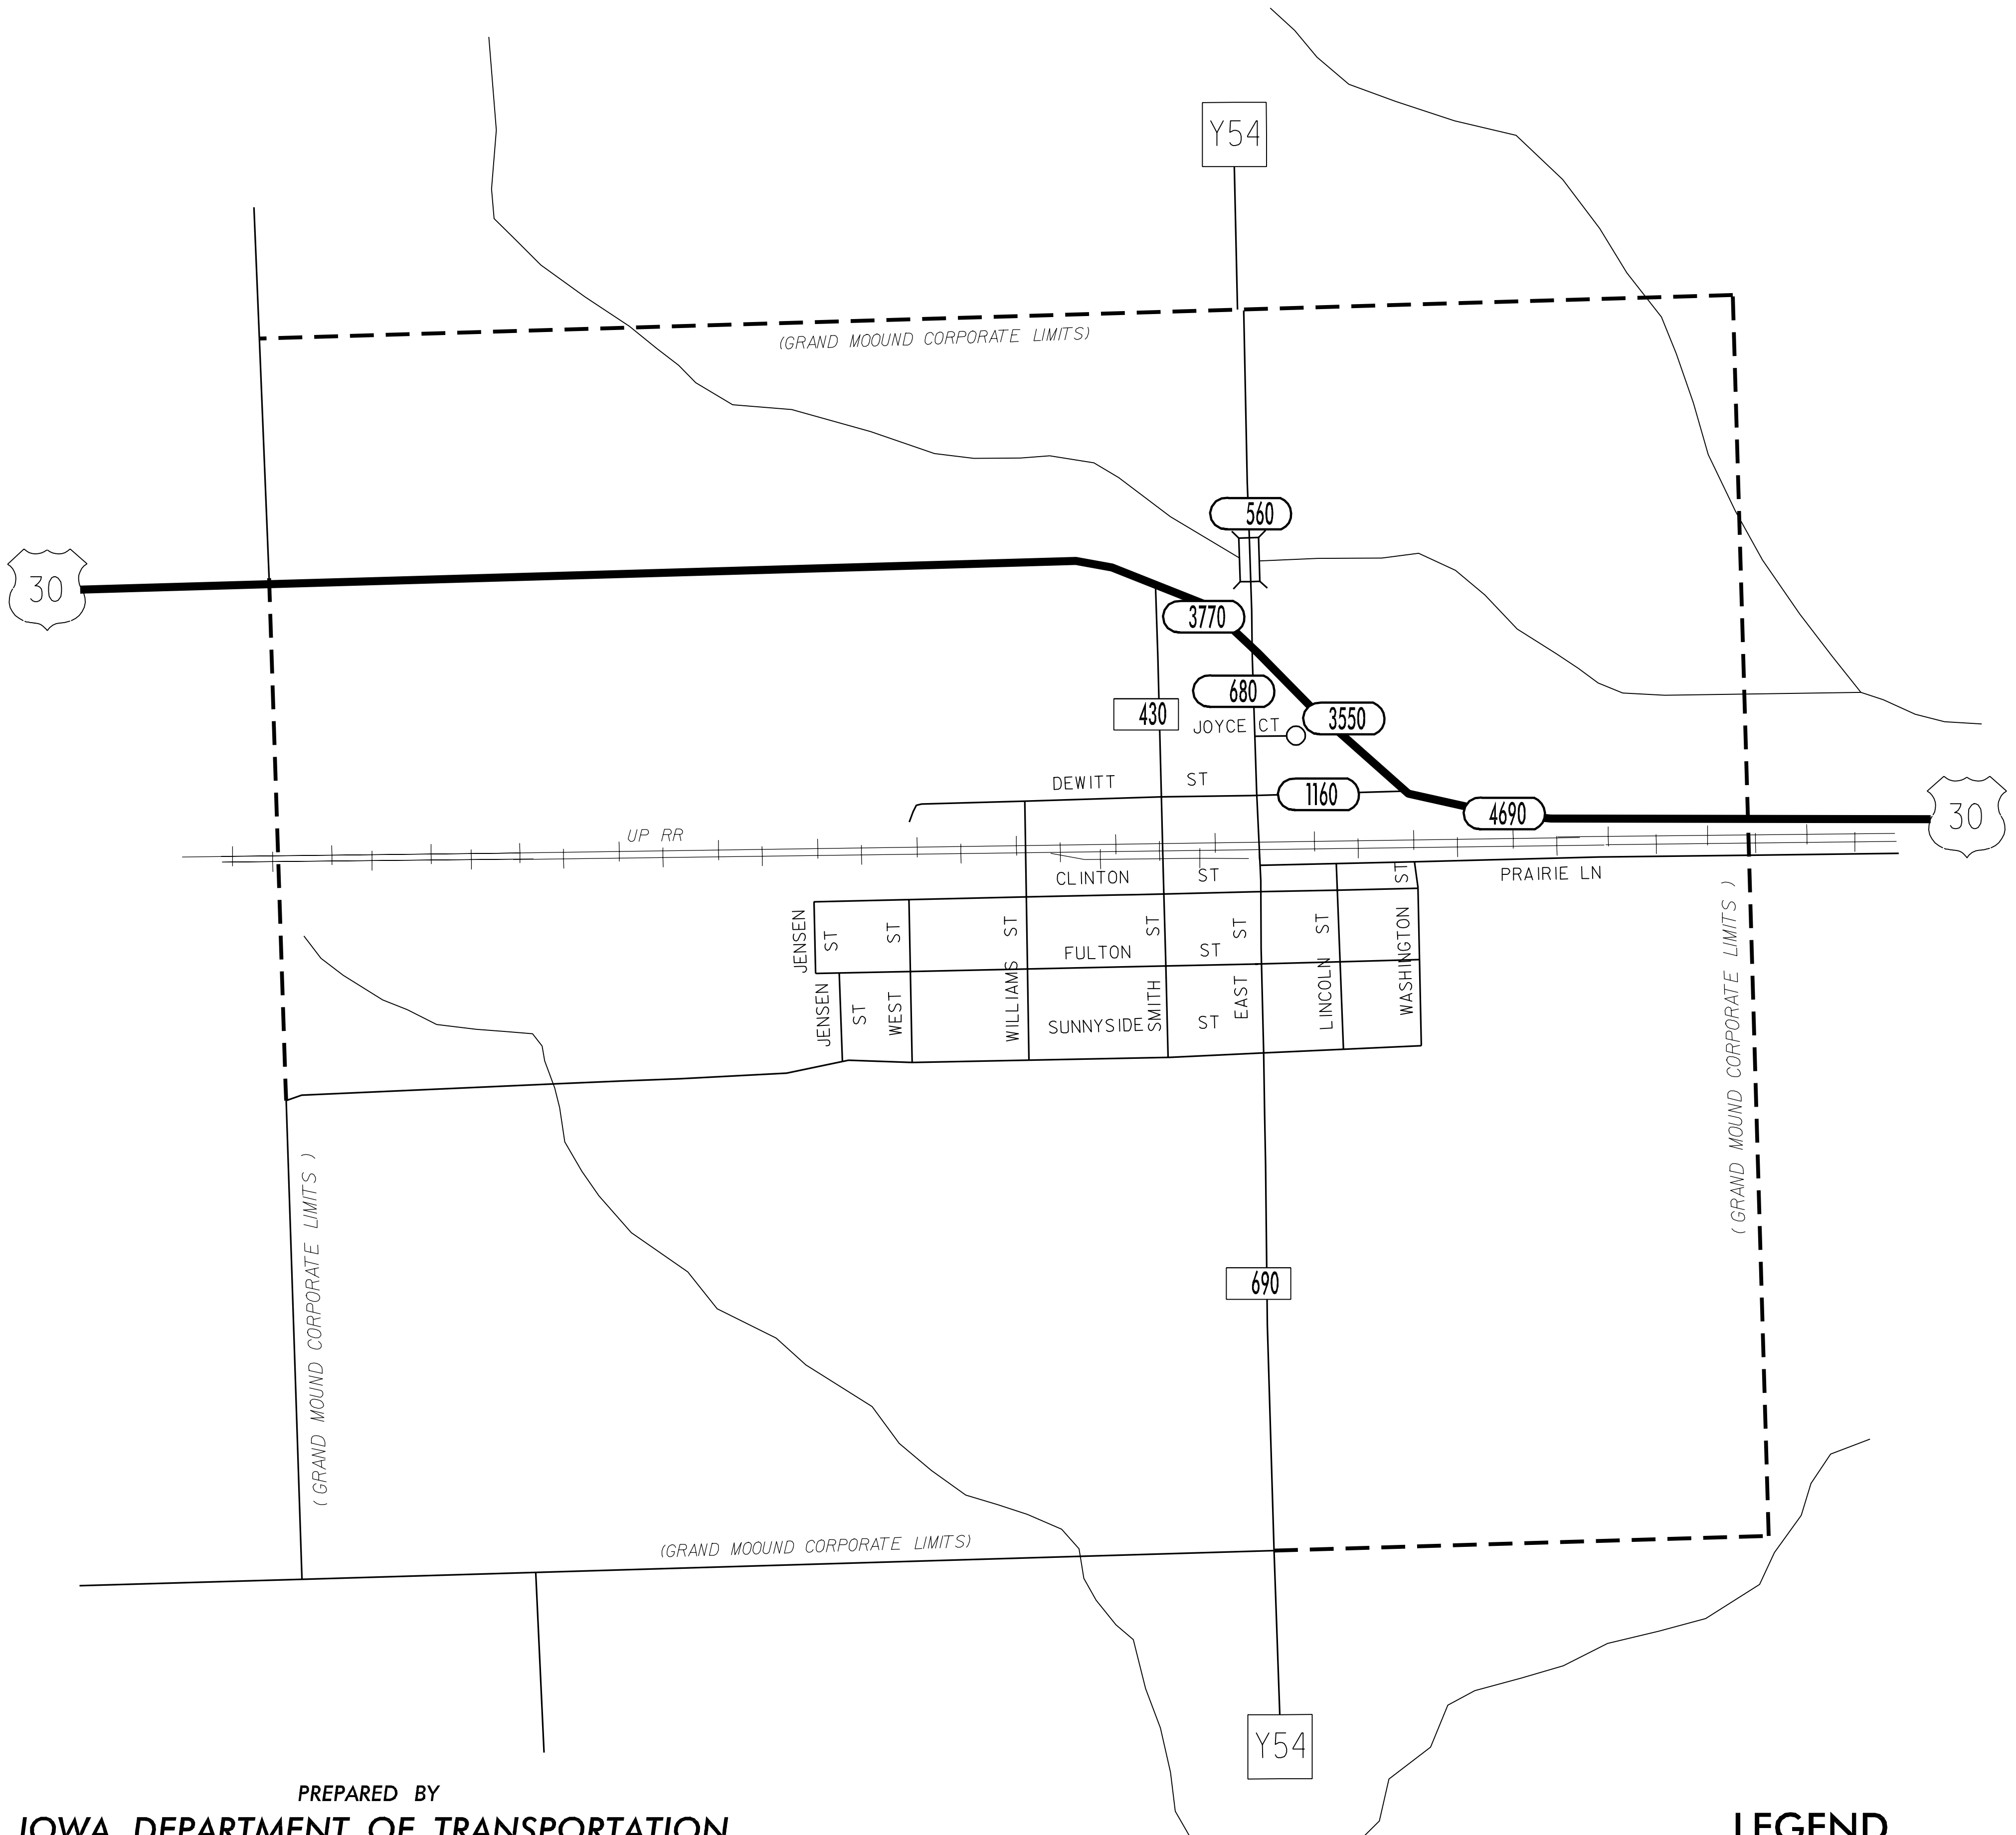 Y54
(GRAND MOOUND CORPORATE LIMITS)
560
30
3770
680
3550
430
JOYCE CT
DEWITT ST
1160
4690
30
UP RR
CLINTON ST
PRAIRIE LN
JENSEN ST
WEST ST
WILLIAMS ST
SMITH ST
EAST ST
LINCOLN ST
WASHINGTON ST
FULTON ST
JENSEN ST
SUNNYSIDE ST
(GRAND MOUND CORPORATE LIMITS)
(GRAND MOUND CORPORATE LIMITS)
690
(GRAND MOOUND CORPORATE LIMITS)
Y54
PREPARED BY
IOWA DEPARTMENT OF TRANSPORTATION
LEGEND